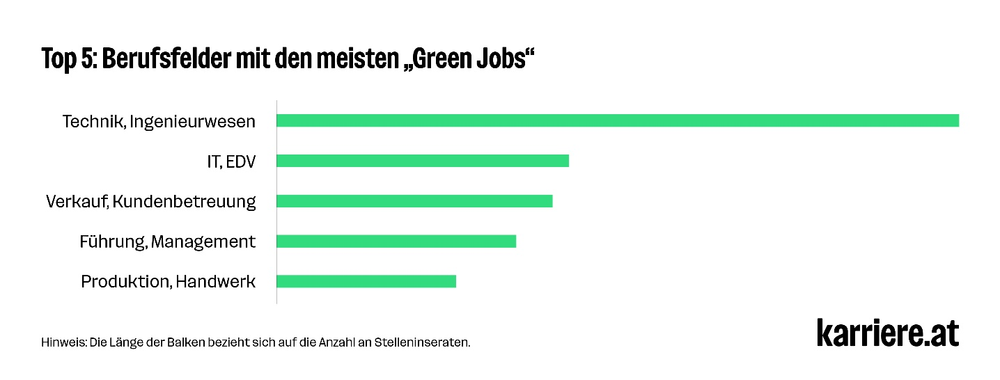 Top 5: Berufsfelder mit den meisten „Green Jobs“
Technik, Ingenieurwesen
IT, EDV
Verkauf, Kundenbetreuung
Führung, Management
Produktion, Handwerk
Hinweis: Die Länge der Balken bezieht sich auf die Anzahl an Stelleninseraten.
karriere.at